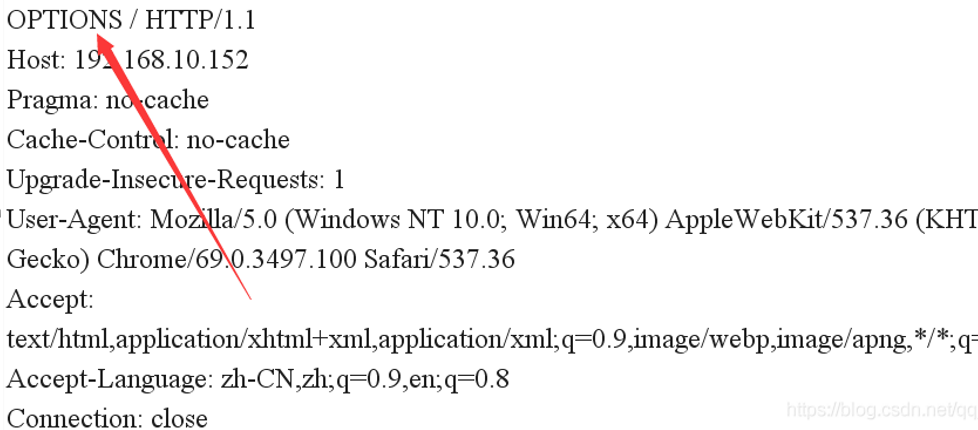 OPTIONS / HTTP/1.1
Host: 192.168.10.152
Pragma: no-cache
Cache-Control: no-cache
Upgrade-Insecure-Requests: 1
User-Agent: Mozilla/5.0 (Windows NT 10.0; Win64; x64) AppleWebKit/537.36 (KHT
Gecko) Chrome/69.0.3497.100 Safari/537.36
Accept:
text/html,application/xhtml+xml,application/xml;q=0.9,image/webp,image/apng,*/*;q=
Accept-Language: zh-CN,zh;q=0.9,en;q=0.8
Connection: close
https://blog.csdn.net/qq